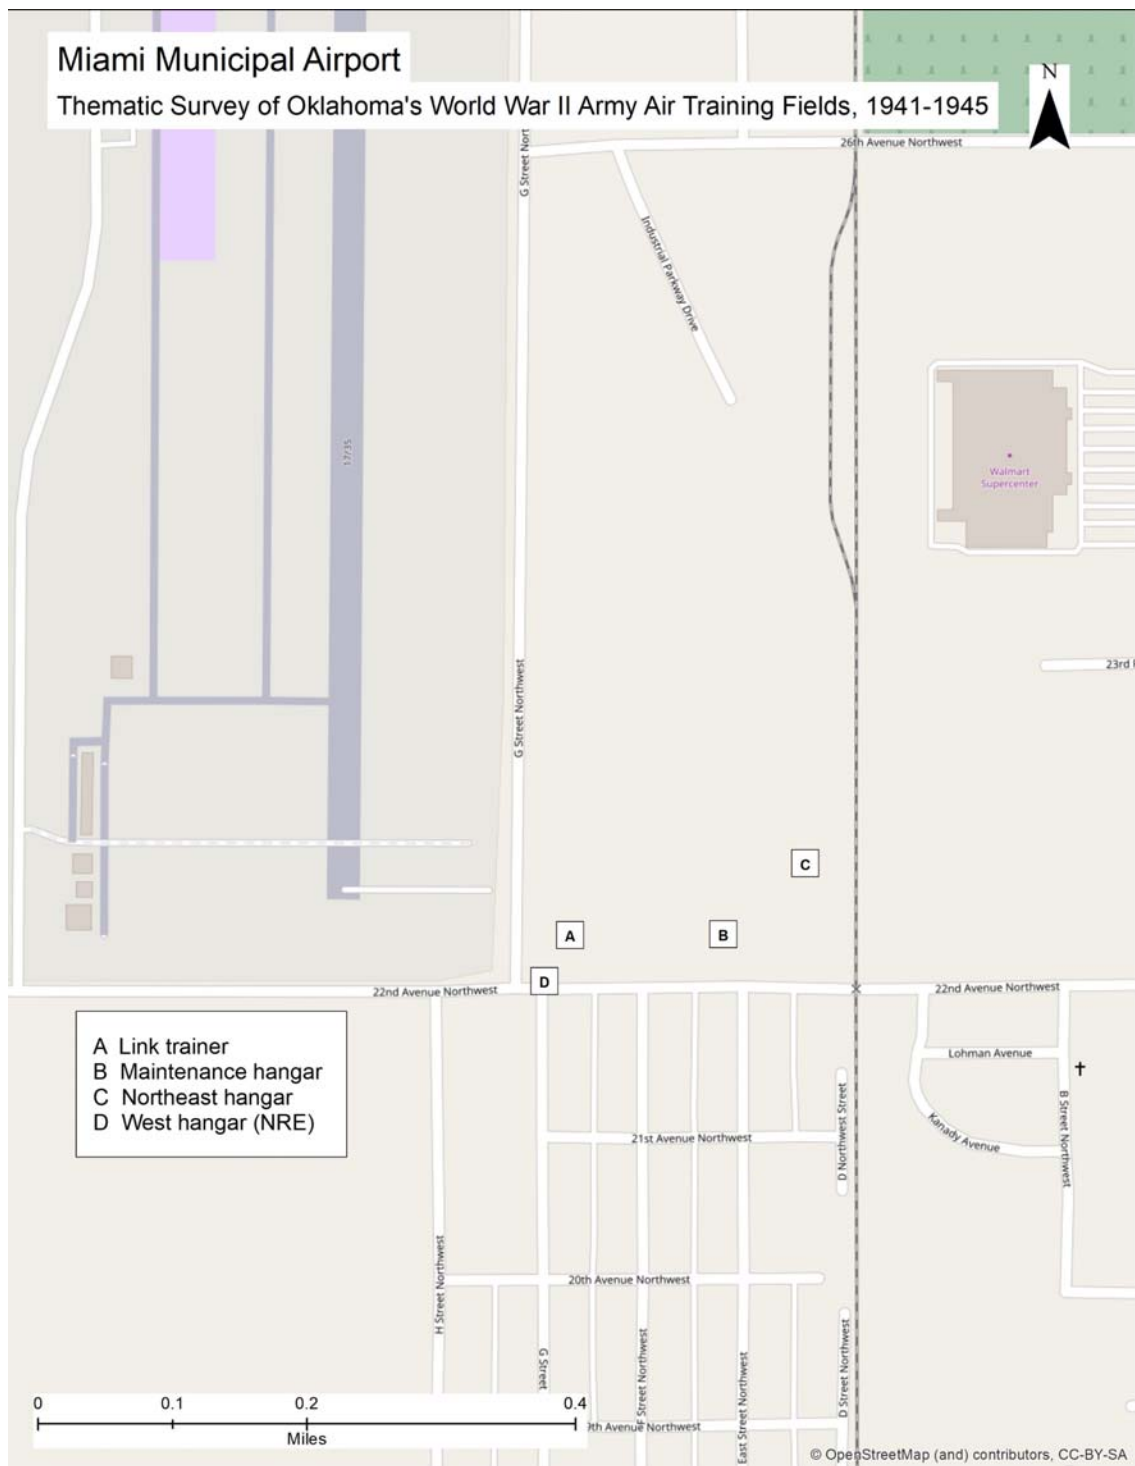 Miami Municipal Airport
Thematic Survey of Oklahoma's World War II Army Air Training Fields, 1941-1945
N
26th Avenue Northwest
G Street Nort
Industrial Parkway Drive
17/35
Walmart
Supercenter
23rd
G Street Northwest
C
A
B
D
22nd Avenue Northwest
22nd Avenue Northwest
A Link trainer
B Maintenance hangar
C Northeast hangar
D West hangar (NRE)
Lohman Avenue
Kanady Avenue
B Street Northwest
D Northwest Street
21st Avenue Northwest
H Street Northwest
20th Avenue Northwest
G Street
F Street Northwest
East Street Northwest
D Street Northwest
9th Avenue Northwest
0 0.1 0.2 0.4
Miles
© OpenStreetMap (and) contributors, CC-BY-SA